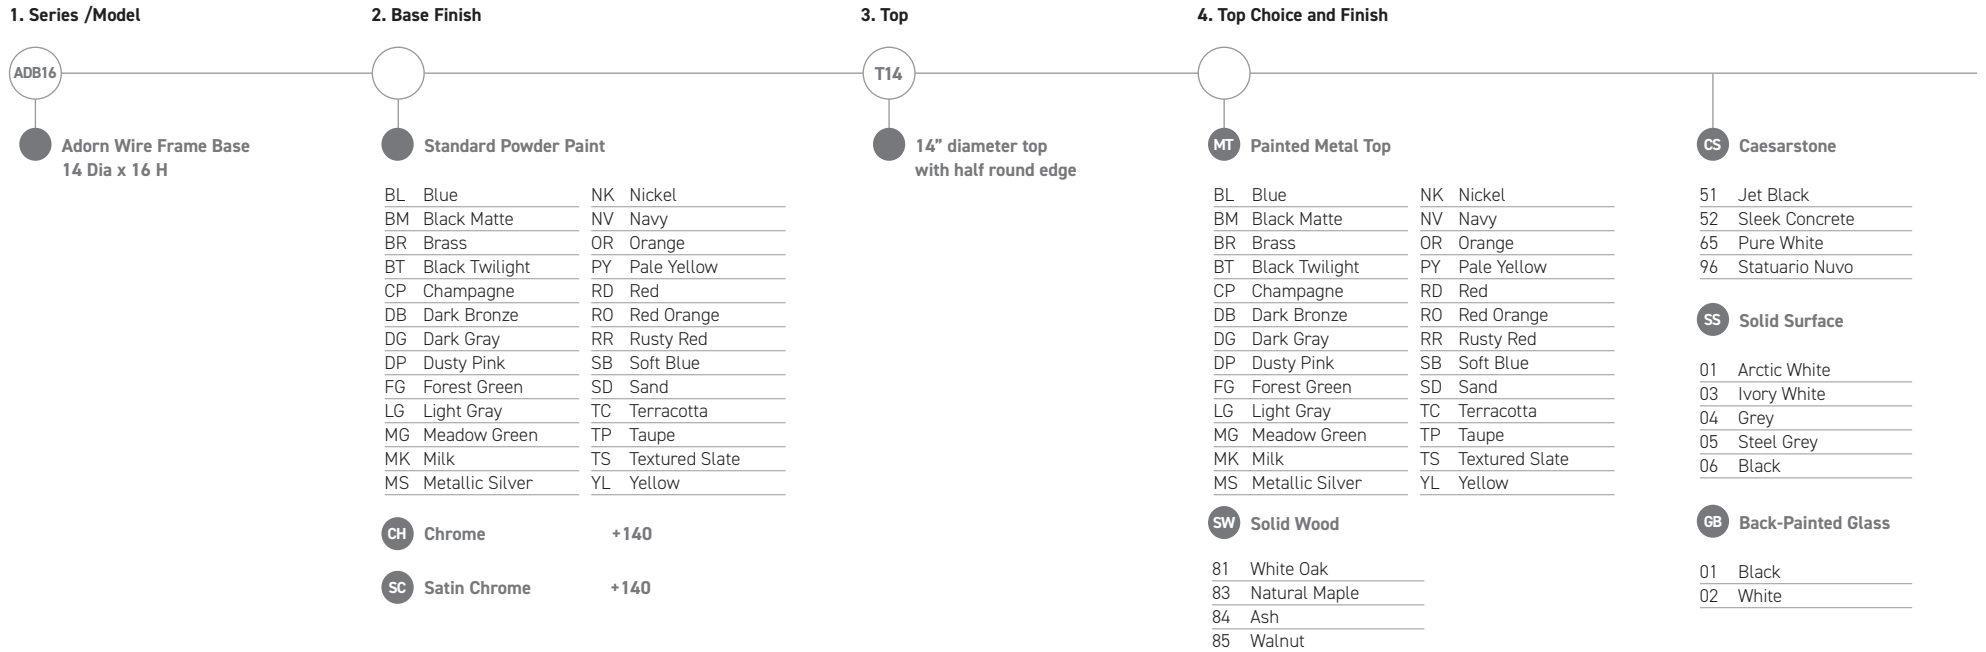 1. Series /Model
ADB16
Adorn Wire Frame Base
14 Dia x 16 H
2. Base Finish
Standard Powder Paint
BL Blue
BM Black Matte
BR Brass
BT Black Twilight
CP Champagne
DB Dark Bronze
DG Dark Gray
DP Dusty Pink
FG Forest Green
LG Light Gray
MG Meadow Green
MK Milk
MS Metallic Silver
NK Nickel
NV Navy
OR Orange
PY Pale Yellow
RD Red
RO Red Orange
RR Rusty Red
SB Soft Blue
SD Sand
TC Terracotta
TP Taupe
TS Textured Slate
YL Yellow
CH Chrome +140
SC Satin Chrome +140
3. Top
T14
14” diameter top
with half round edge
4. Top Choice and Finish
MT Painted Metal Top
BL Blue
BM Black Matte
BR Brass
BT Black Twilight
CP Champagne
DB Dark Bronze
DG Dark Gray
DP Dusty Pink
FG Forest Green
LG Light Gray
MG Meadow Green
MK Milk
MS Metallic Silver
NK Nickel
NV Navy
OR Orange
PY Pale Yellow
RD Red
RO Red Orange
RR Rusty Red
SB Soft Blue
SD Sand
TC Terracotta
TP Taupe
TS Textured Slate
YL Yellow
SW Solid Wood
81 White Oak
83 Natural Maple
84 Ash
85 Walnut
CS Caesarstone
51 Jet Black
52 Sleek Concrete
65 Pure White
96 Statuario Nuvo
SS Solid Surface
01 Arctic White
03 Ivory White
04 Grey
05 Steel Grey
06 Black
GB Back-Painted Glass
01 Black
02 White